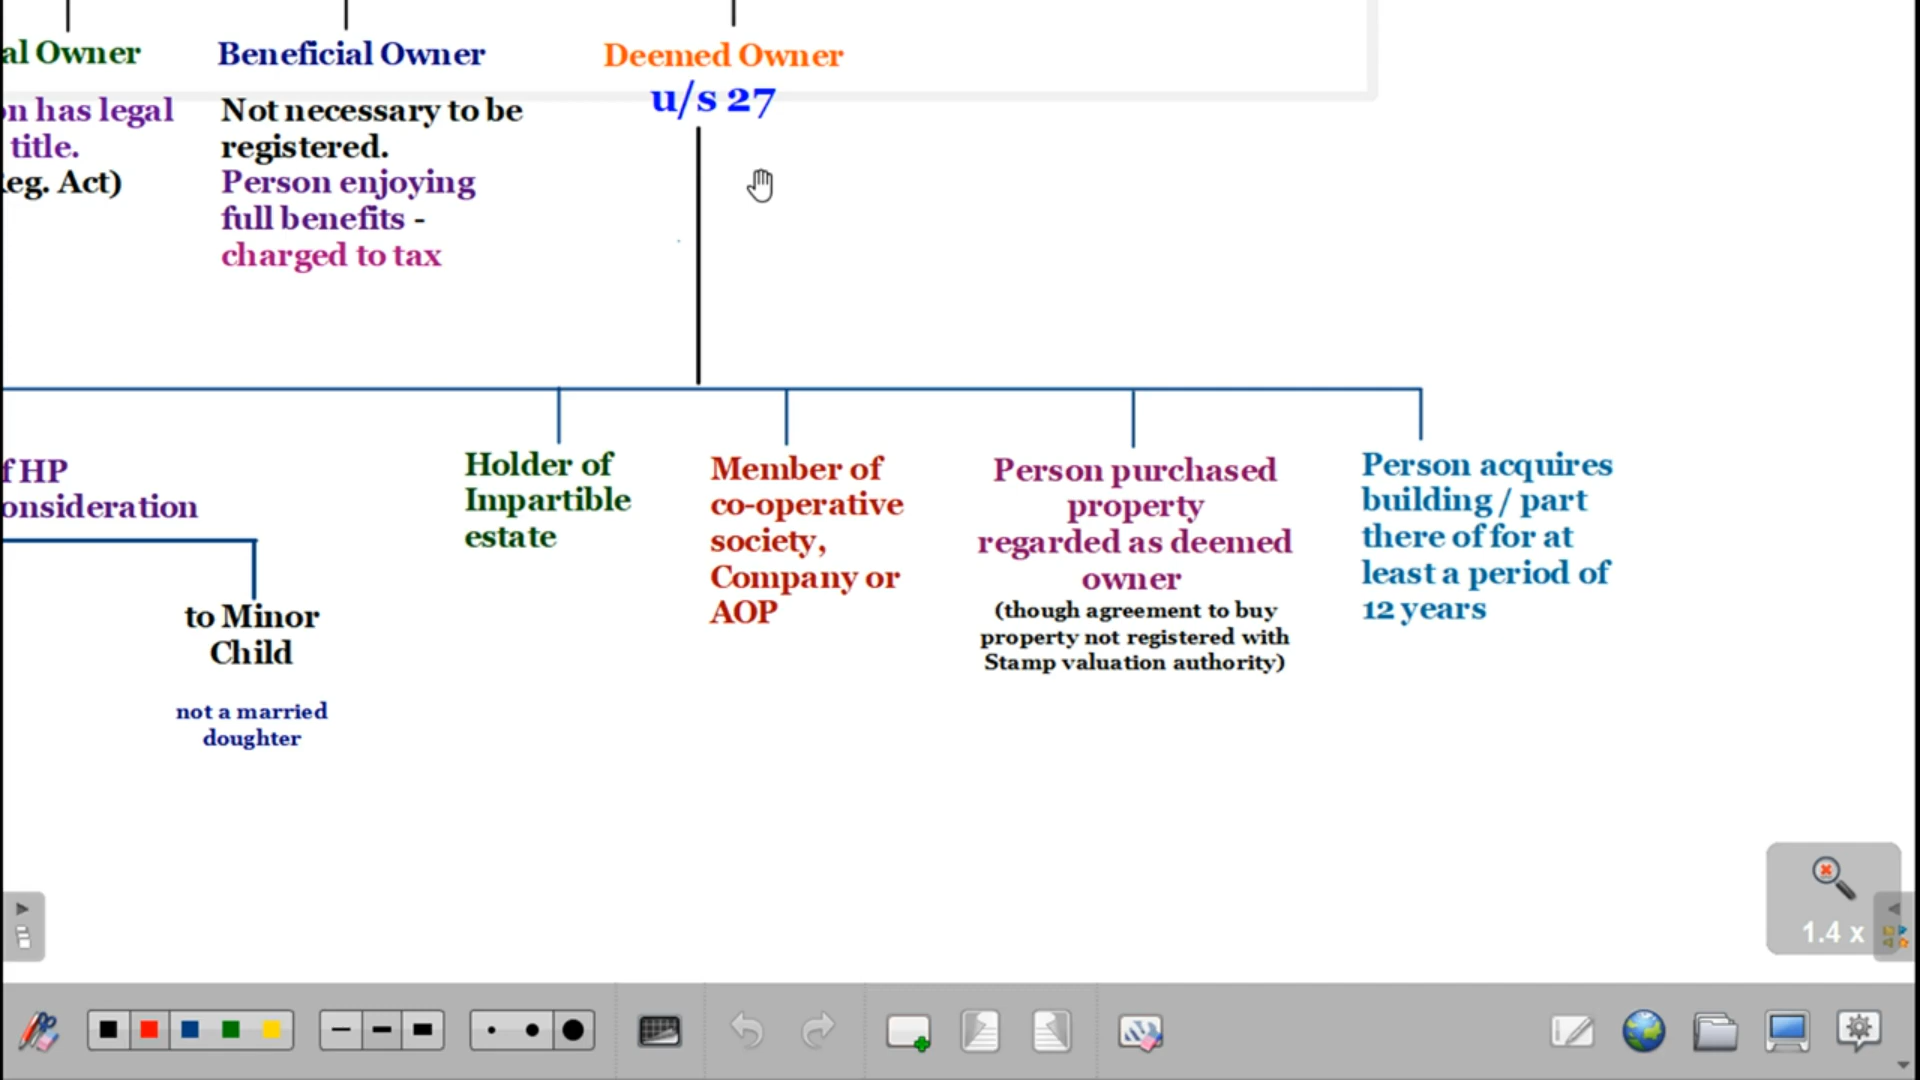 al Owner
on has legal
title.
Reg. Act)
Beneficial Owner
Not necessary to be
registered.
Person enjoying
full benefits -
charged to tax
Deemed Owner
u/s 27
f HP
onsideration
to Minor
Child
not a married
doughter
Holder of
Impartible
estate
Member of
co-operative
society,
Company or
AOP
Person purchased
property
regarded as deemed
owner
(though agreement to buy
property not registered with
Stamp valuation authority)
Person acquires
building / part
there of for at
least a period of
12 years
1.4 x